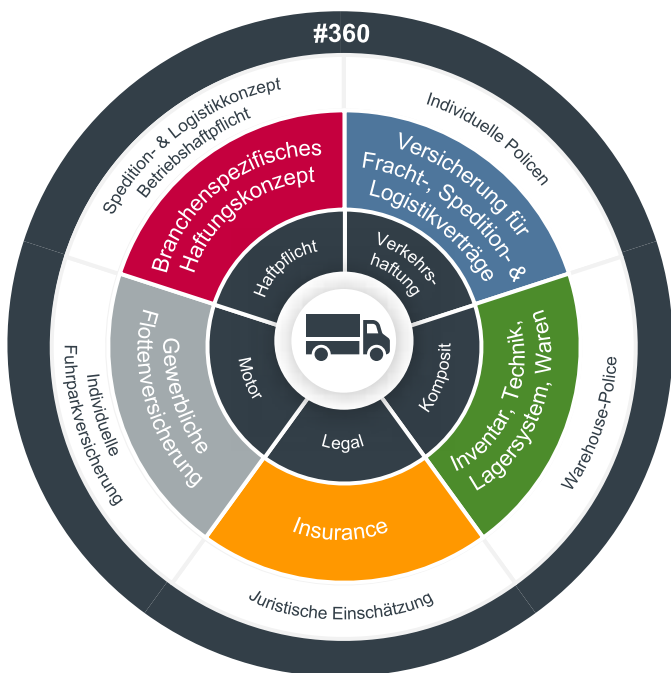 #360
Spedition- & Logistikkonzept
Betriebshaftpflicht
Individuelle Policen
Branchenspezifisches
Haftungskonzept
Versicherung für
Fracht-, Spedition- &
Logistikverträge
Haftpflicht
Verkehrs-
haftung
Individuelle
Fuhrparkversicherung
Gewerbliche
Flottenversicherung
Motor
Komposit
Inventar, Technik,
Lagersystem, Waren
Warehouse-Police
Legal
Insurance
Juristische Einschätzung